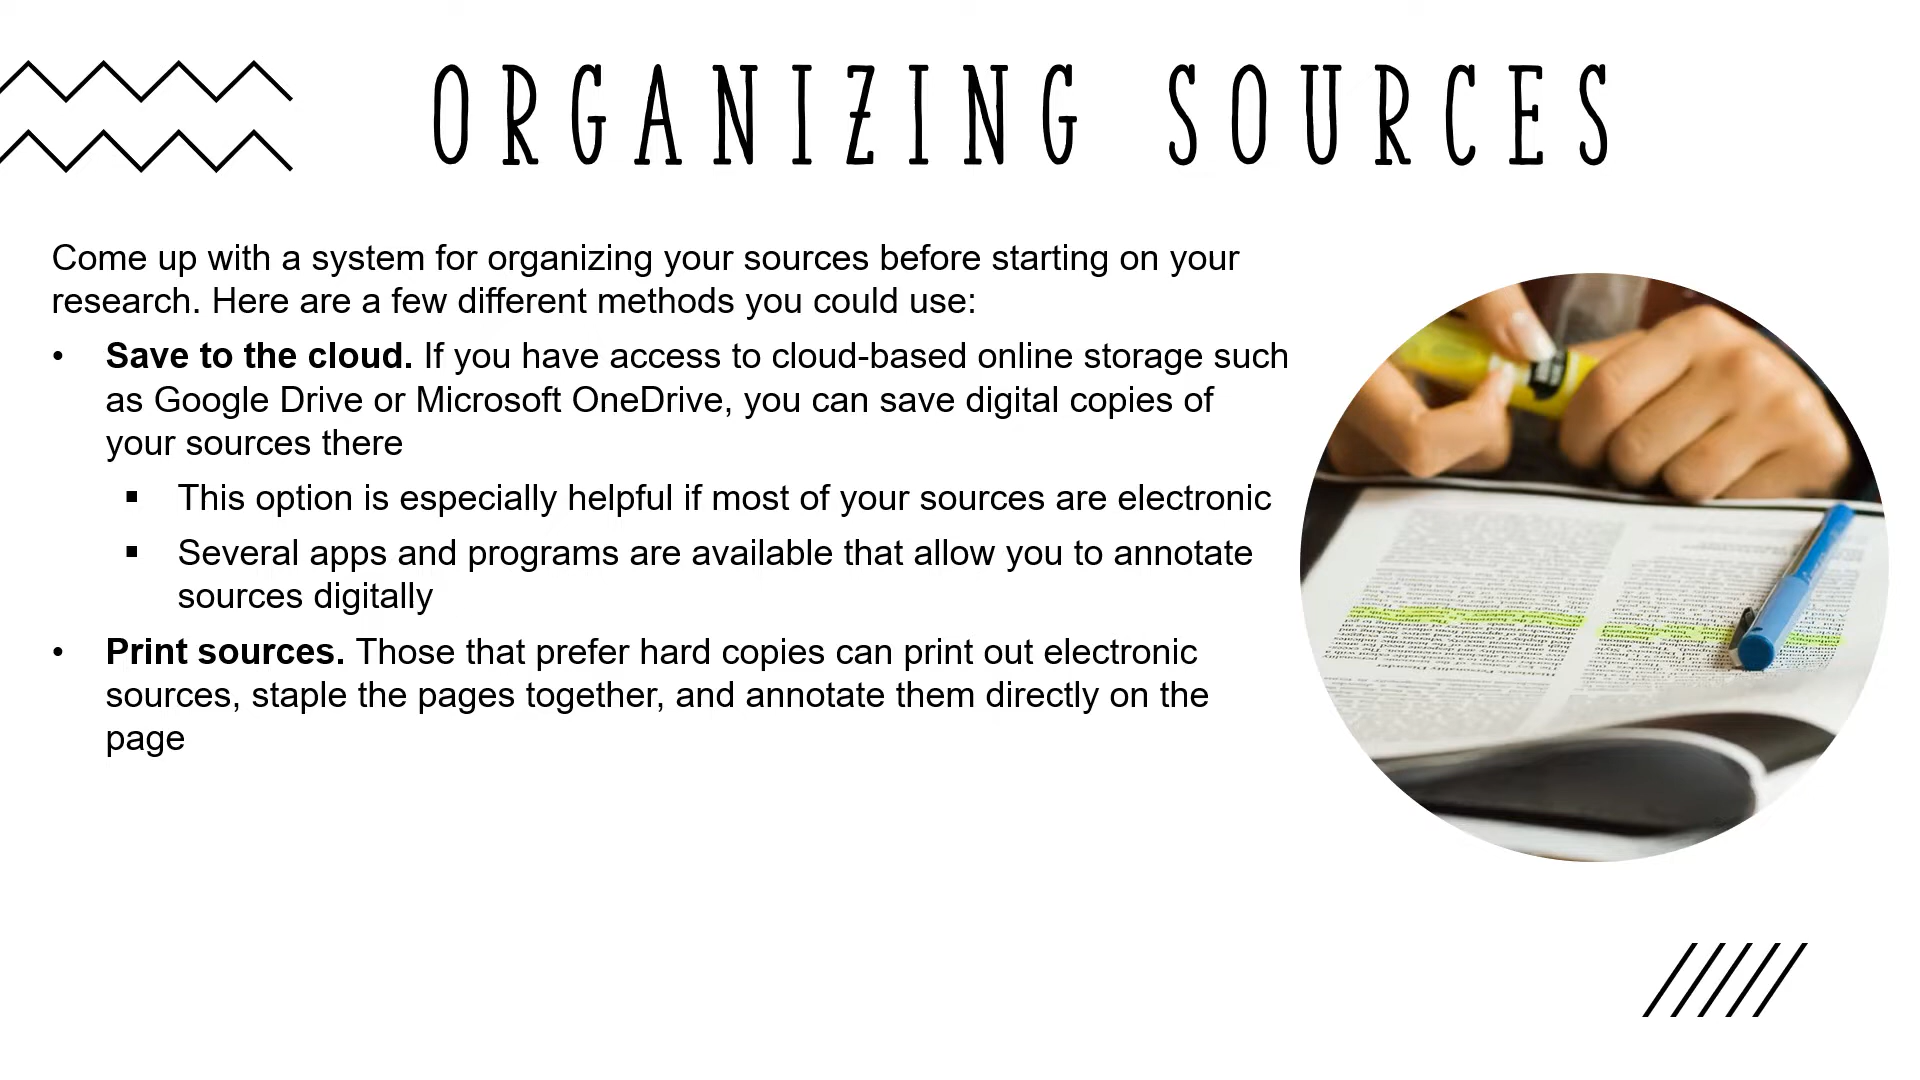 ORGANIZING SOURCES
Come up with a system for organizing your sources before starting on your
research. Here are a few different methods you could use:
• Save to the cloud. If you have access to cloud-based online storage such
as Google Drive or Microsoft OneDrive, you can save digital copies of
your sources there
▪ This option is especially helpful if most of your sources are electronic
▪ Several apps and programs are available that allow you to annotate
sources digitally
• Print sources. Those that prefer hard copies can print out electronic
sources, staple the pages together, and annotate them directly on the
page